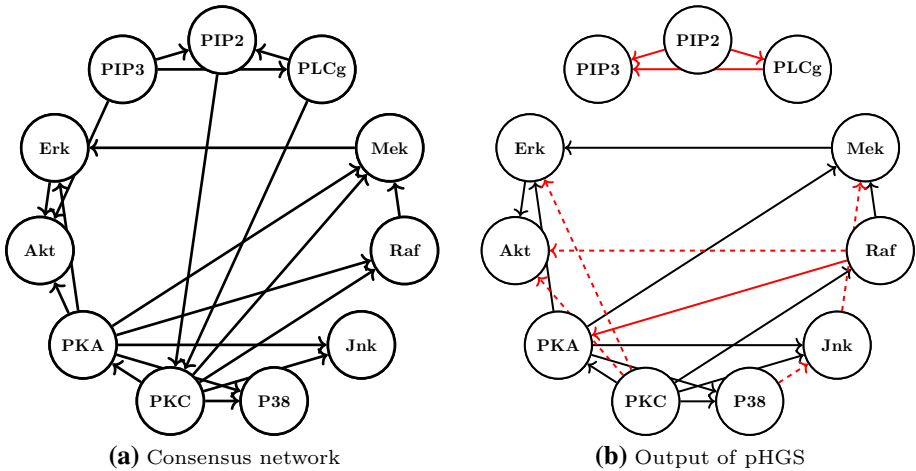 PIP2
PIP3
PLCg
Erk
Mek
Akt
Raf
PKA
Jnk
PKC
P38
(a) Consensus network
PIP2
PIP3
PLCg
Erk
Mek
Akt
Raf
PKA
Jnk
PKC
P38
(b) Output of pHGS